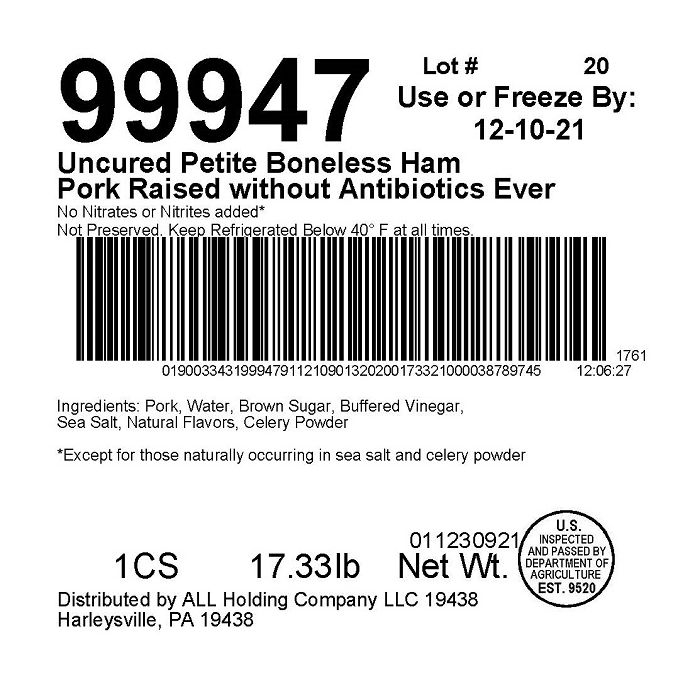 99947
Lot # 20
Use or Freeze By:
12-10-21
Uncured Petite Boneless Ham
Pork Raised without Antibiotics Ever
No Nitrates or Nitrites added*
Not Preserved. Keep Refrigerated Below 40° F at all times.
1761
019003343199947911210901320200173321000038789745 12:06:27
Ingredients: Pork, Water, Brown Sugar, Buffered Vinegar,
Sea Salt, Natural Flavors, Celery Powder
*Except for those naturally occurring in sea salt and celery powder
011230921
1CS 17.33lb Net Wt.
U.S.
INSPECTED
AND PASSED BY
DEPARTMENT OF
AGRICULTURE
EST. 9520
Distributed by ALL Holding Company LLC 19438
Harleysville, PA 19438